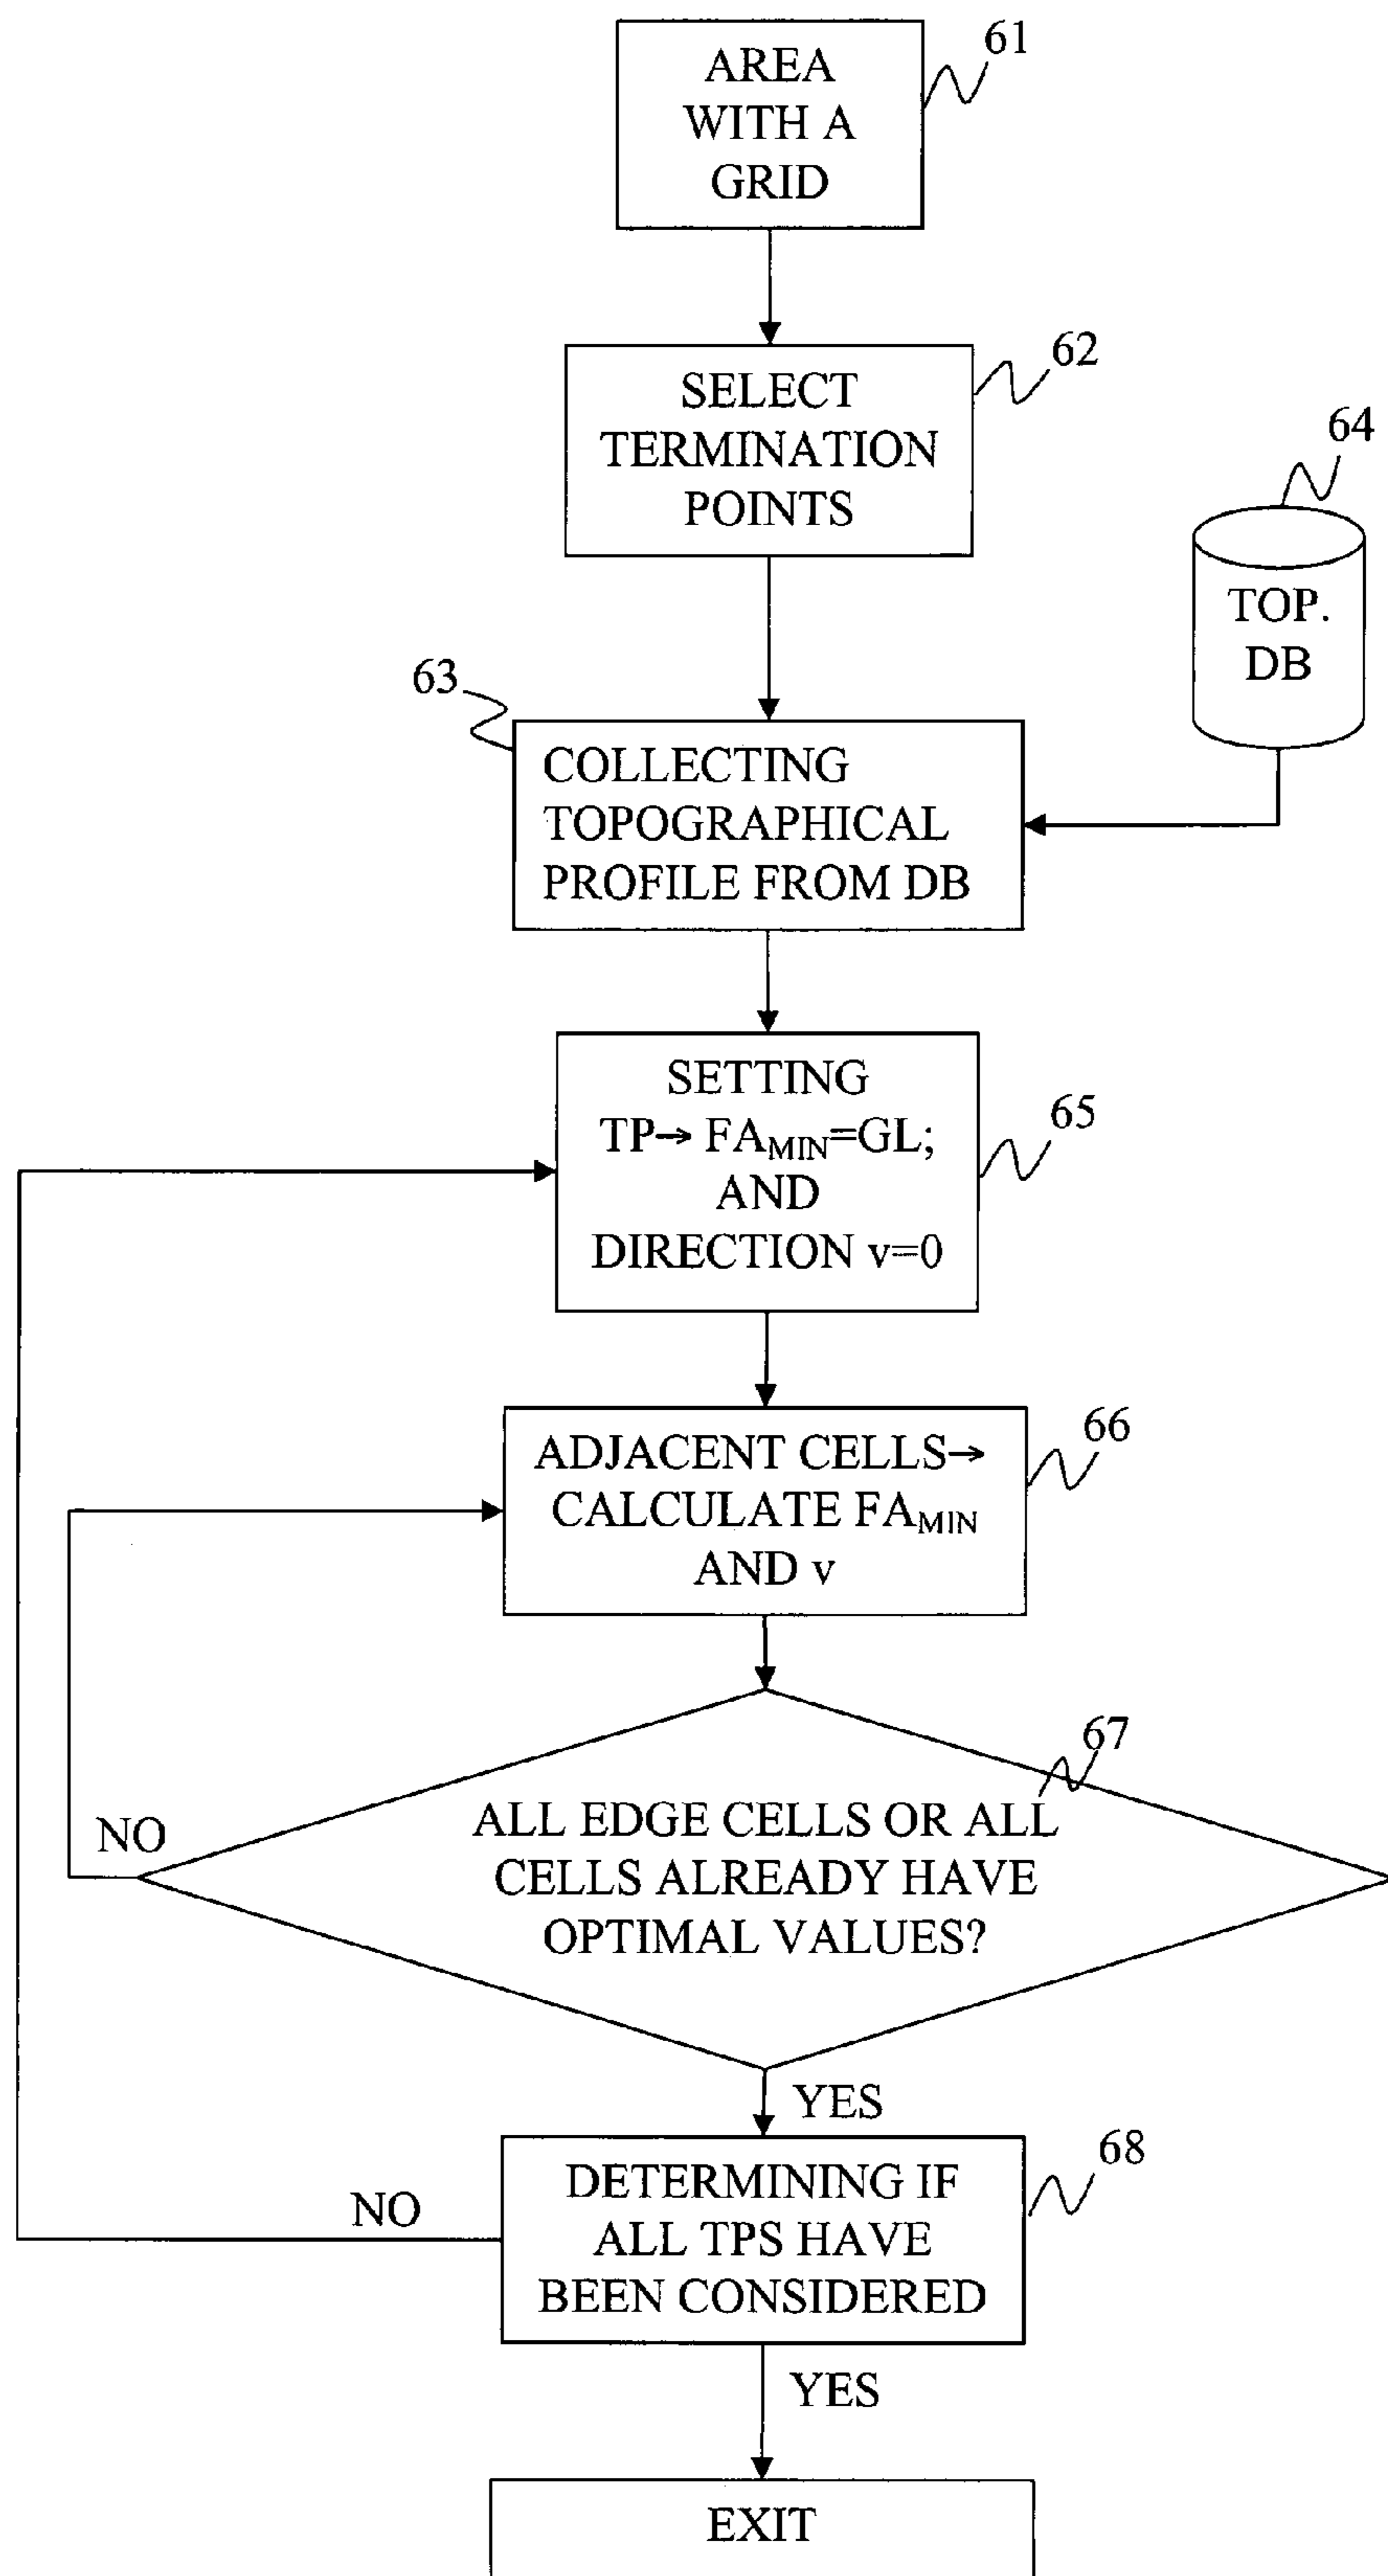 AREA
WITH A
GRID
61
SELECT
TERMINATION
POINTS
62
64
TOP.
DB
63
COLLECTING
TOPOGRAPHICAL
PROFILE FROM DB
SETTING
TP→ FAMIN=GL;
AND
DIRECTION v=0
65
ADJACENT CELLS→
CALCULATE FAMIN
AND v
66
67
ALL EDGE CELLS OR ALL
CELLS ALREADY HAVE
OPTIMAL VALUES?
NO
YES
68
DETERMINING IF
ALL TPS HAVE
BEEN CONSIDERED
NO
YES
EXIT